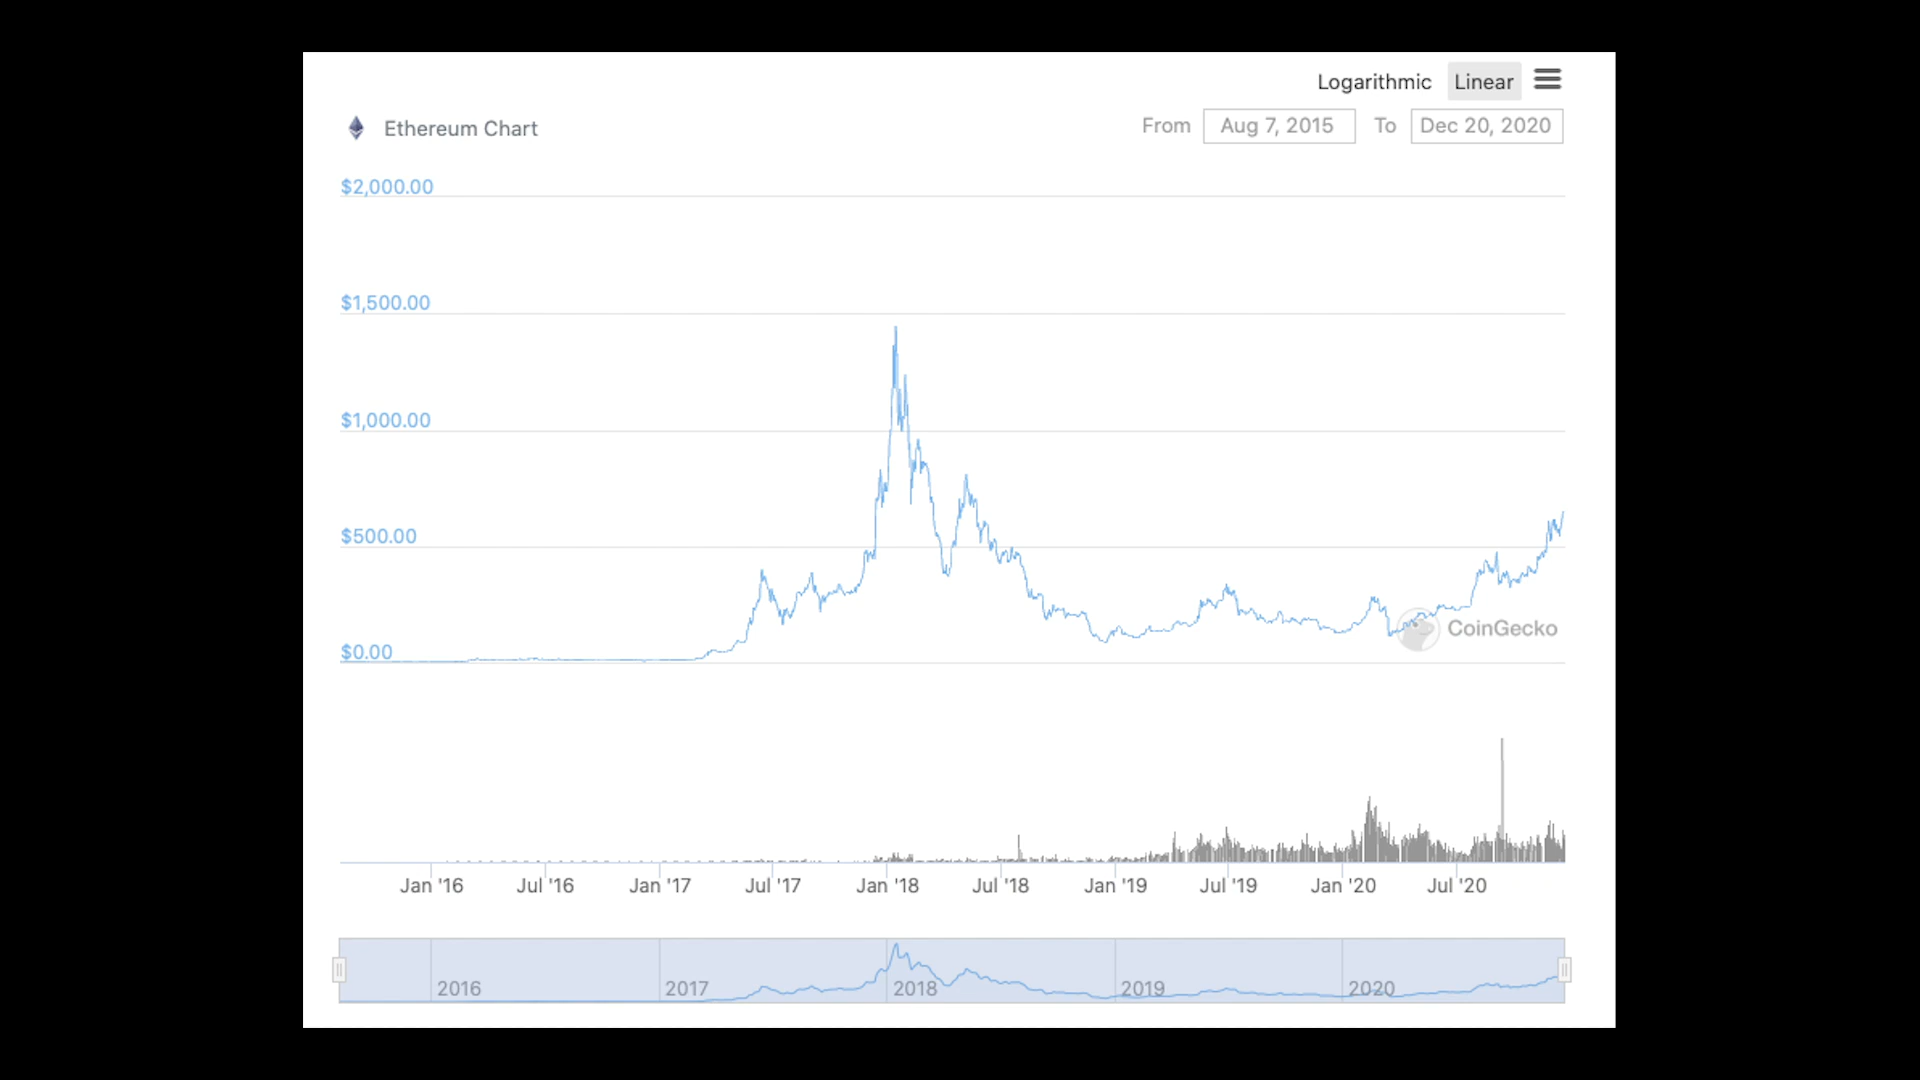 Logarithmic Linear
Ethereum Chart From Aug 7, 2015 To Dec 20, 2020
$2,000.00
$1,500.00
$1,000.00
$500.00
CoinGecko
$0.00
Jan '16 Jul '16 Jan '17 Jul '17 Jan '18 Jul '18 Jan '19 Jul '19 Jan '20 Jul '20
2016 2017 2018 2019 2020